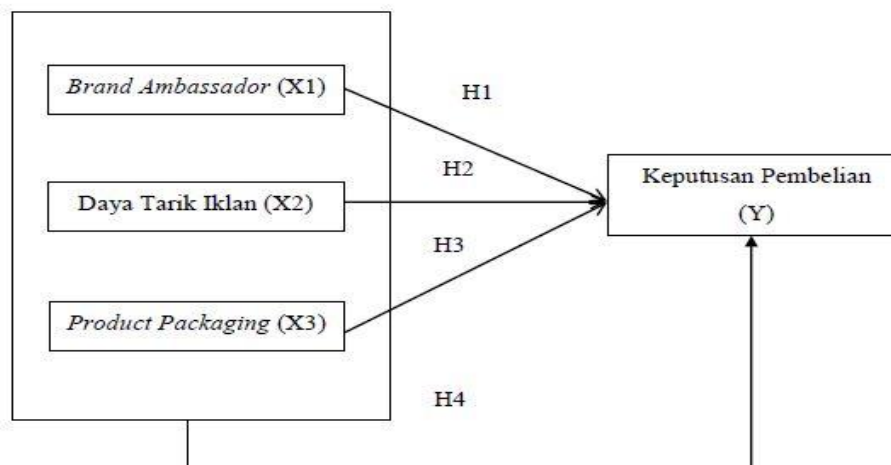 Brand Ambassador (X1)
H1
H2
Keputusan Pembelian
(Y)
Daya Tarik Iklan (X2)
H3
Product Packaging (X3)
H4